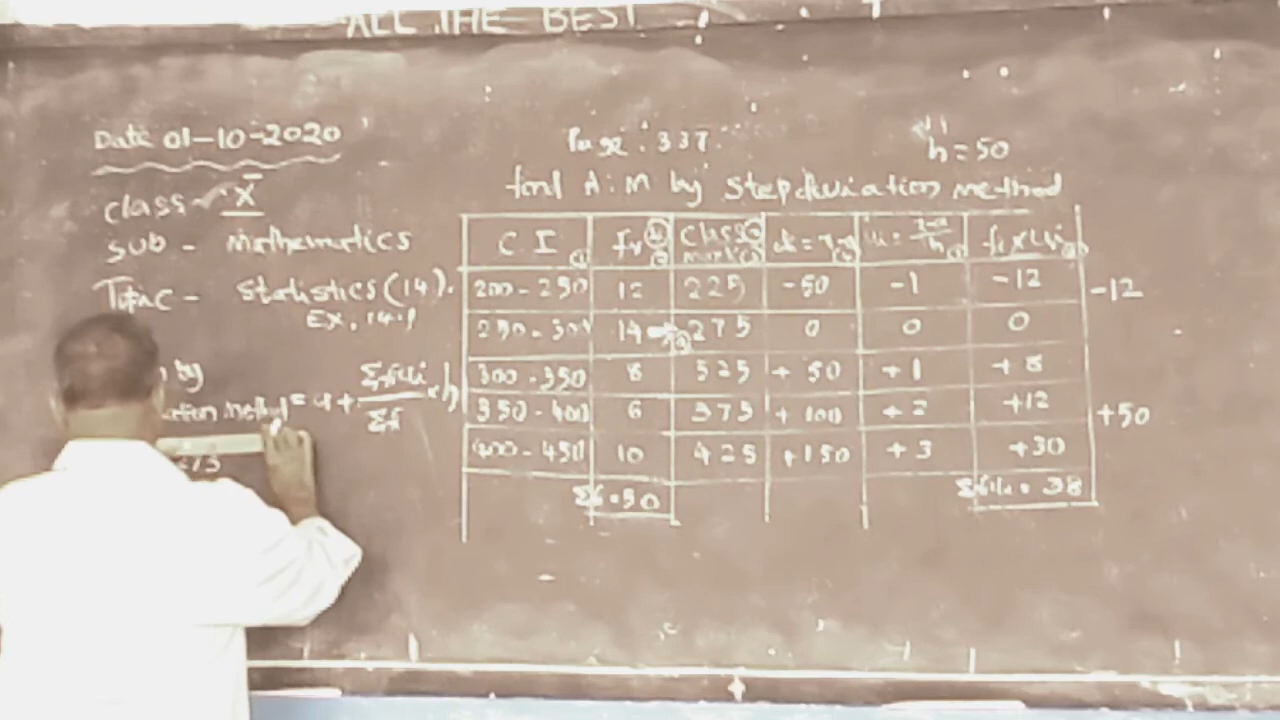 ALL THE BEST
Date 01-10-2020
class - X
Sub - Mathematics
Topic - Statistics (14).
Ex. 14.1
by
Method = a + Σfiui / Σfi × h
Page : 337
h = 50
find A.M by step deviation method
C I | fi | Class mark | ui = x-a / h | fi × ui
200 - 250 | 12 | 225 | -50 | -1 | -12
-12
250 - 300 | 14 | 275 | 0 | 0 | 0
300 - 350 | 8 | 525 | + 50 | +1 | + 8
350 - 400 | 6 | 375 | + 100 | + 2 | +12
+50
400 - 450 | 10 | 425 | +150 | + 3 | +30
Σfi = 50 | Σfiui = 38